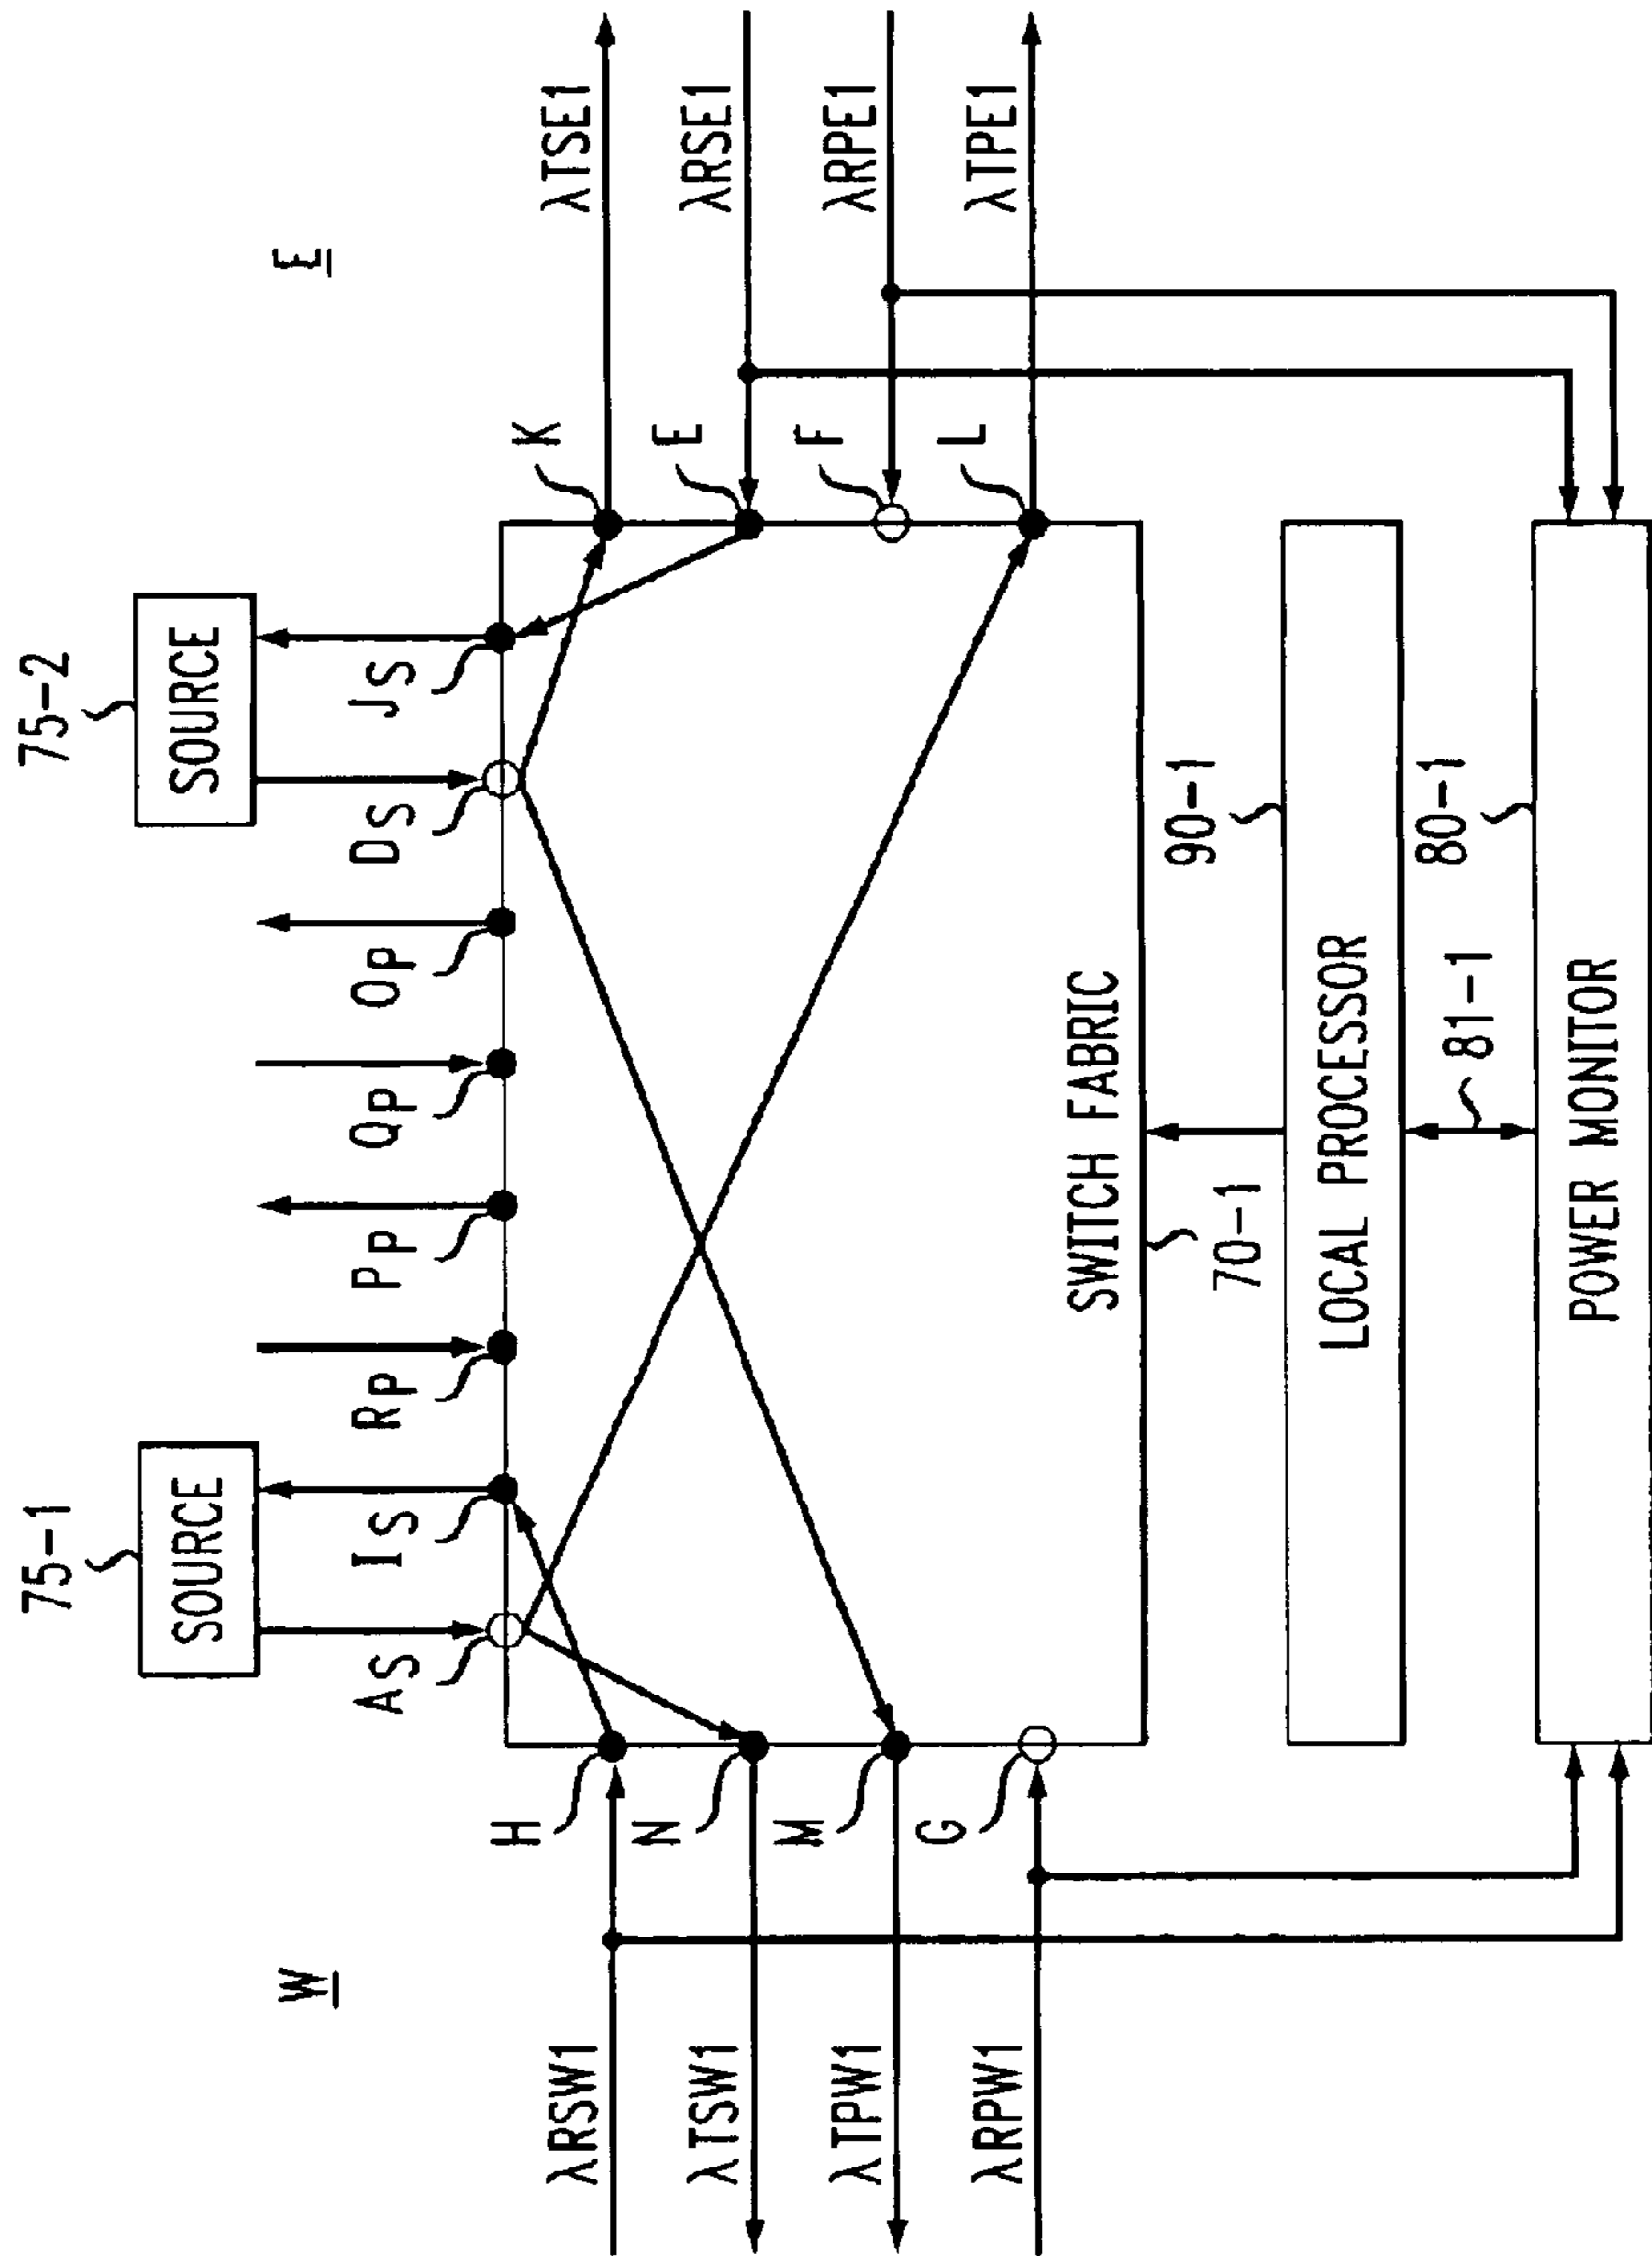 75-1
75-2
SOURCE
SOURCE
W
E
AS
IS
RP
PP
QP
OP
DS
JS
λRSW1
H
K
λTSE1
λTSW1
N
E
λRSE1
λTPW1
M
F
λRPE1
λRPW1
G
L
λTPE1
SWITCH FABRIC
70-1
90-1
LOCAL PROCESSOR
81-1
80-1
POWER MONITOR